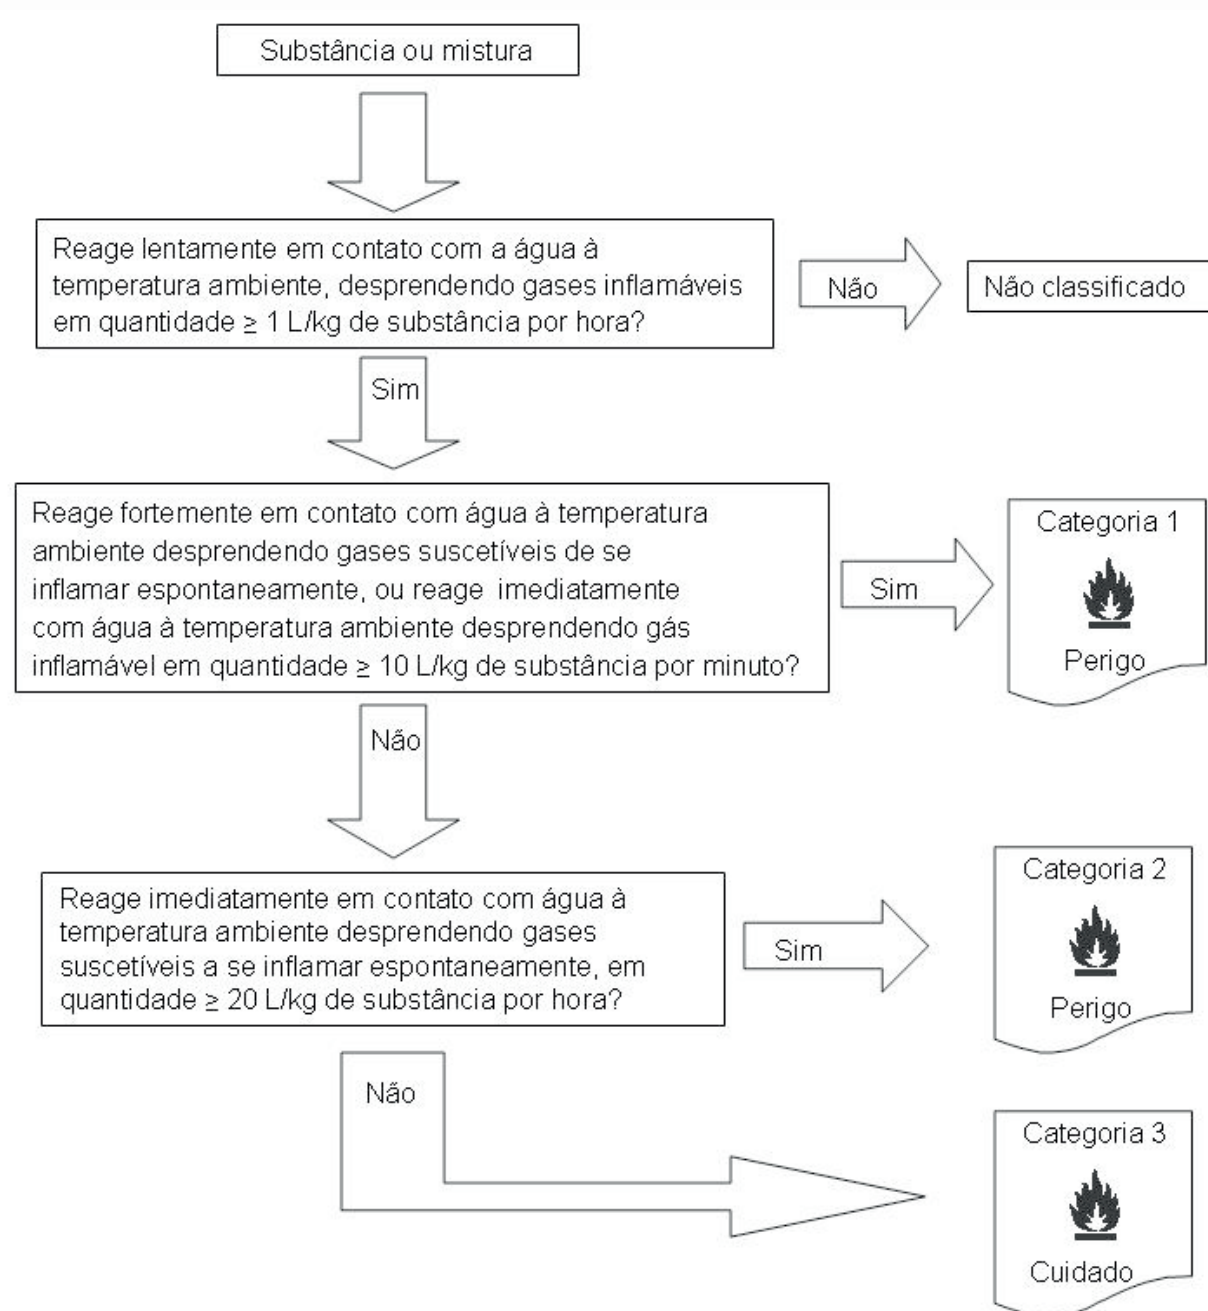 Substância ou mistura
Reage lentamente em contato com a água à
temperatura ambiente, desprendendo gases inflamáveis
em quantidade ≥ 1 L/kg de substância por hora?
Não
Não classificado
Sim
Reage fortemente em contato com água à temperatura
ambiente desprendendo gases suscetíveis de se
inflamar espontaneamente, ou reage imediatamente
com água à temperatura ambiente desprendendo gás
inflamável em quantidade ≥ 10 L/kg de substância por minuto?
Sim
Categoria 1
Perigo
Não
Reage imediatamente em contato com água à
temperatura ambiente desprendendo gases
suscetíveis a se inflamar espontaneamente, em
quantidade ≥ 20 L/kg de substância por hora?
Sim
Categoria 2
Perigo
Não
Categoria 3
Cuidado